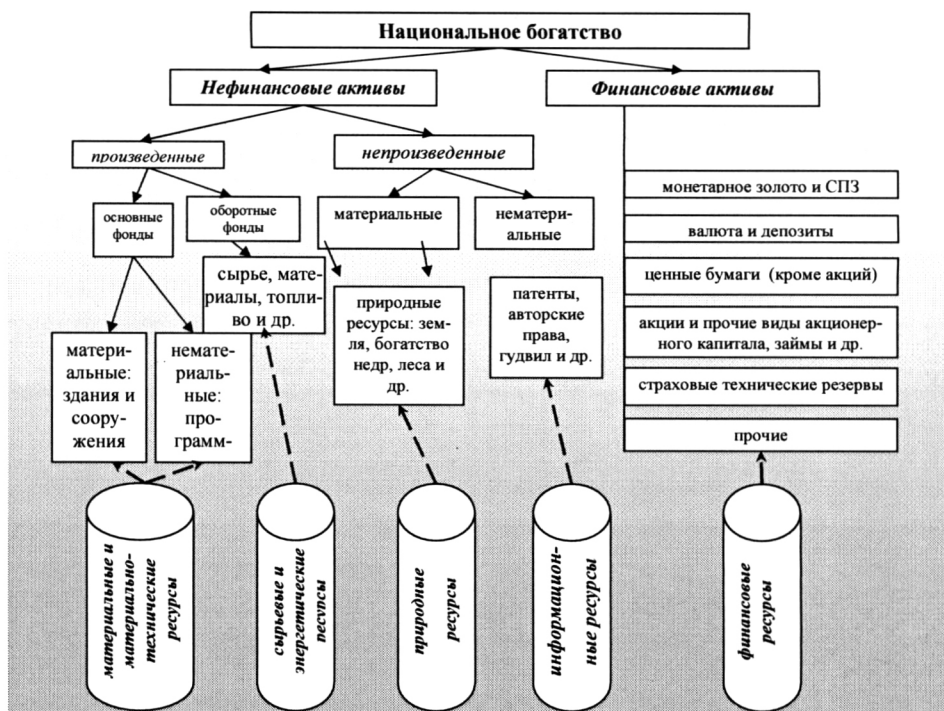 Национальное богатство
Нефинансовые активы
Финансовые активы
произведенные
непроизведенные
основные
фонды
оборотные
фонды
материальные
нематери-
альные
сырье, мате-
риалы, топли-
во и др.
природные
ресурсы: зем-
ля, богатство
недр, леса и
др.
патенты,
авторские
права,
гудвил и др.
матери-
альные:
здания и
соору-
жения
немате-
риаль-
ные: про-
грамм-
монетарное золото и СПЗ
валюта и депозиты
ценные бумаги (кроме акций)
акции и прочие виды акционер-
ного капитала, займы и др.
страховые технические резервы
прочие
материальные и
материально-
технические
ресурсы
сырьевые и
энергетические
ресурсы
природные
ресурсы
информацион-
ные ресурсы
финансовые
ресурсы